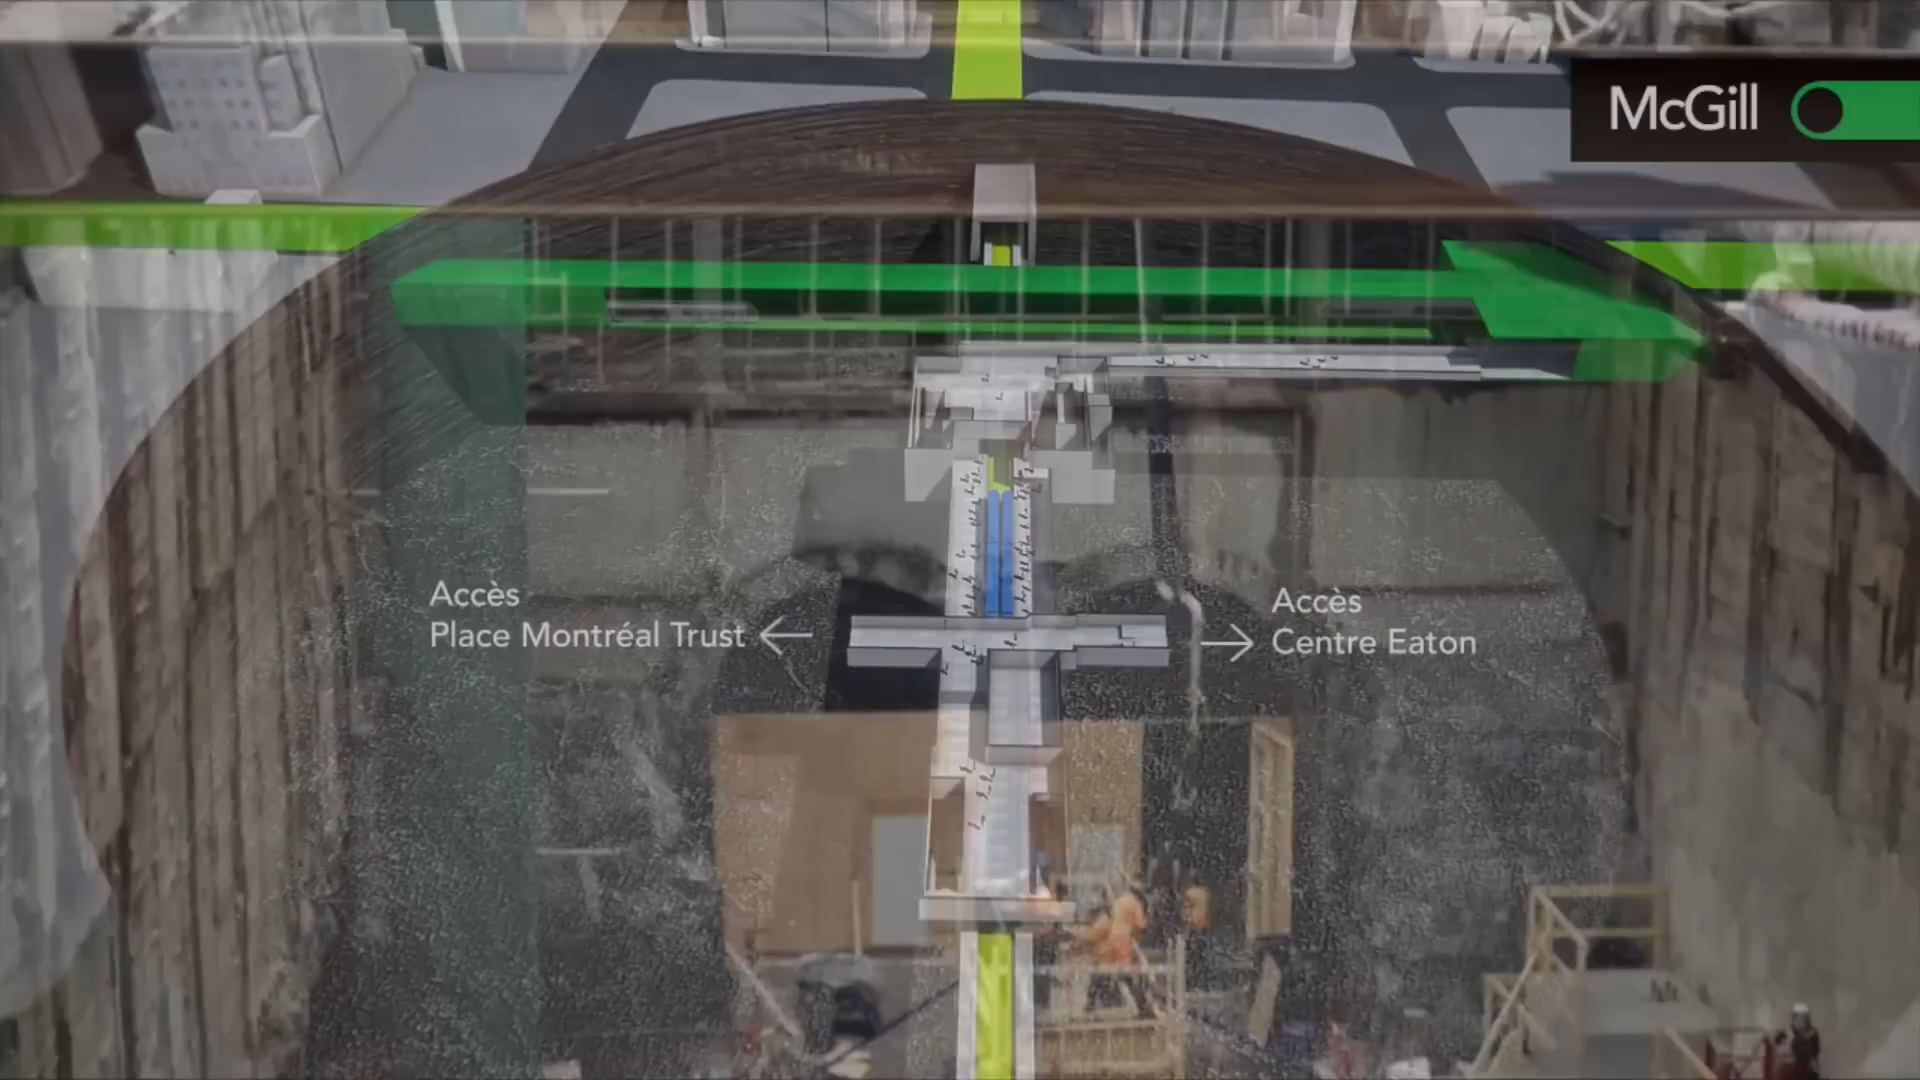 McGill
Accès
Place Montréal Trust
Accès
Centre Eaton